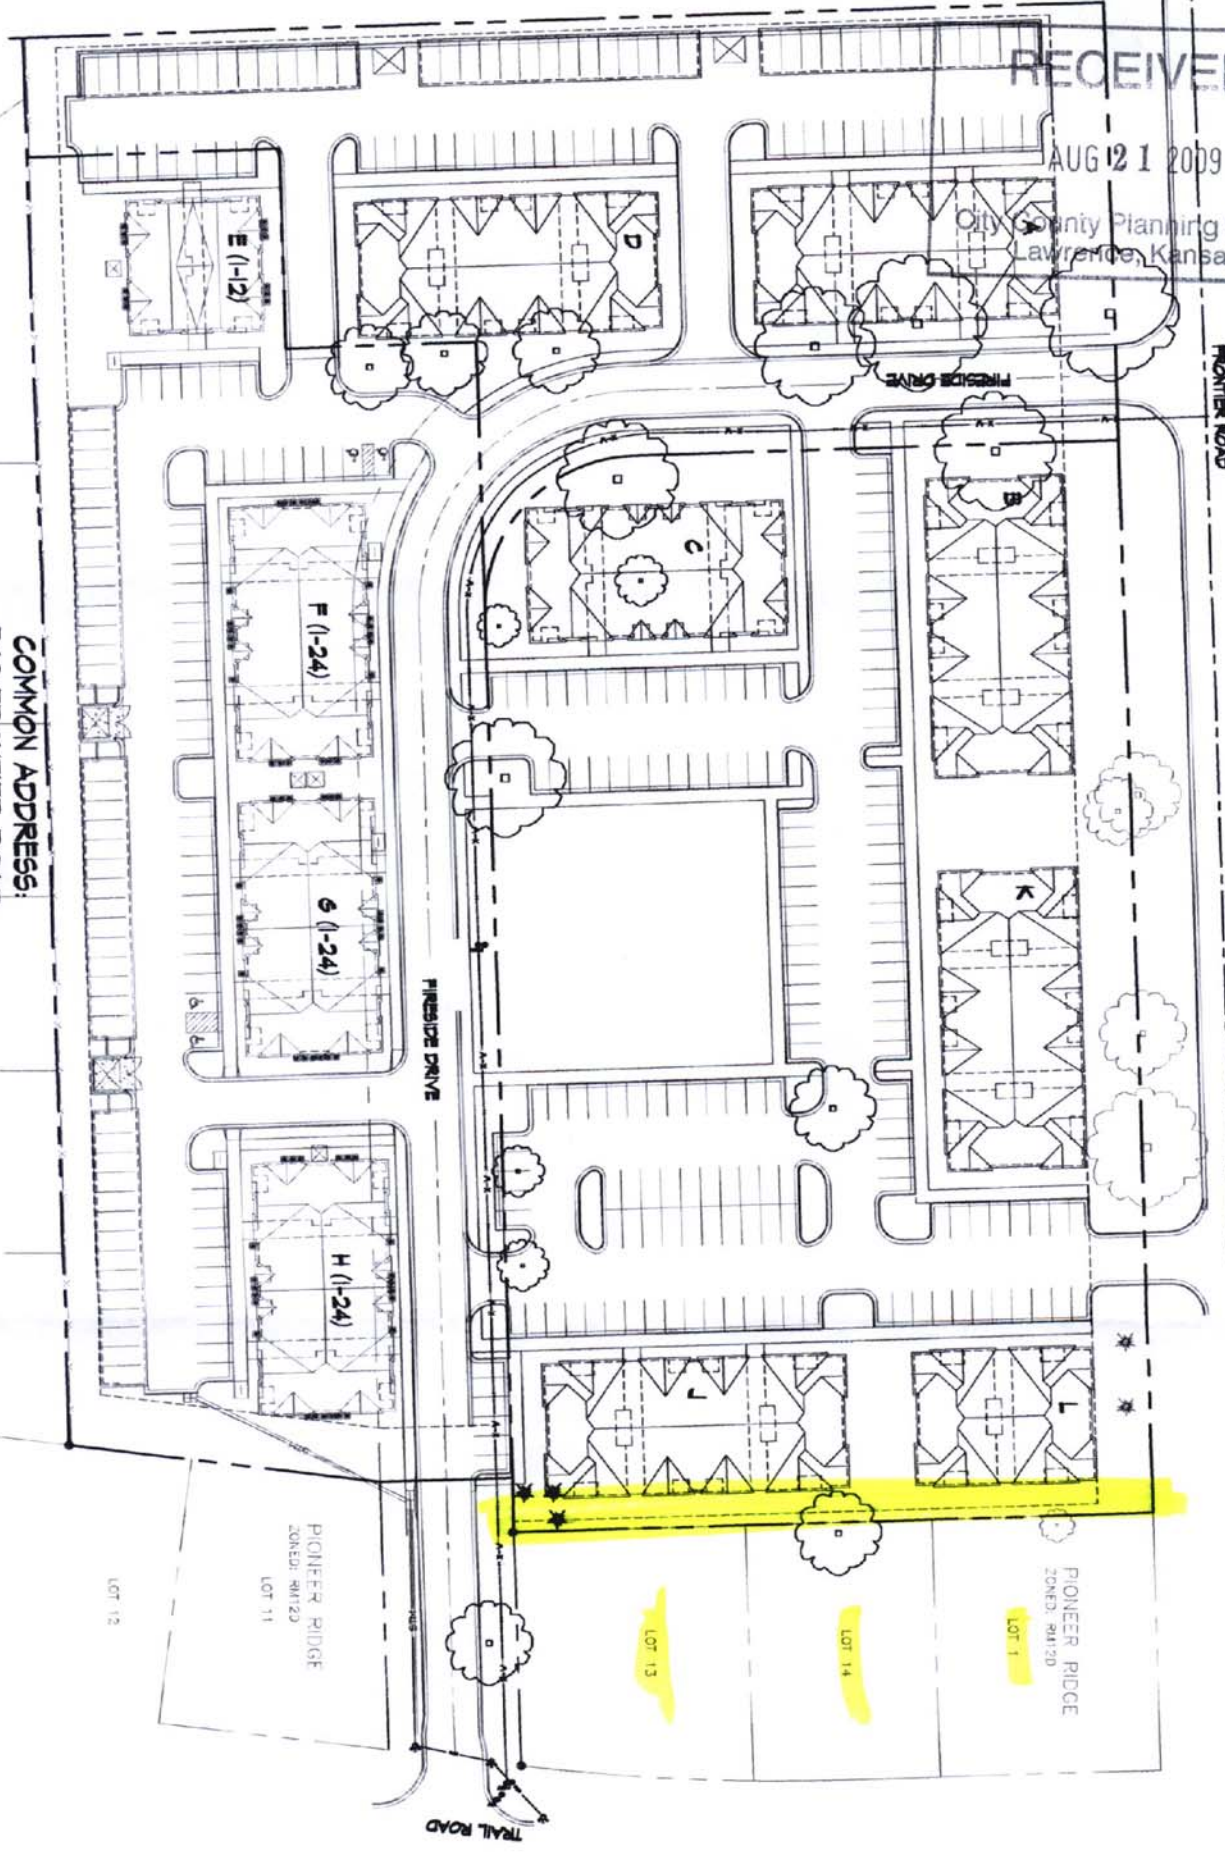 RECEIVE
AUG 21 2009
City County Planning
Lawrence, Kansa
FRONTIER ROAD
A
D
E (1-12)
FIRESIDE DRIVE
B
C
F (1-24)
K
G (1-24)
FIRESIDE DRIVE
COMMON ADDRESS:
H (1-24)
J
L
PIONEER RIDGE
ZONED: RM12D
LOT 1
LOT 14
LOT 13
PIONEER RIDGE
ZONED: RM12D
LOT 11
LOT 12
TRAIL ROAD